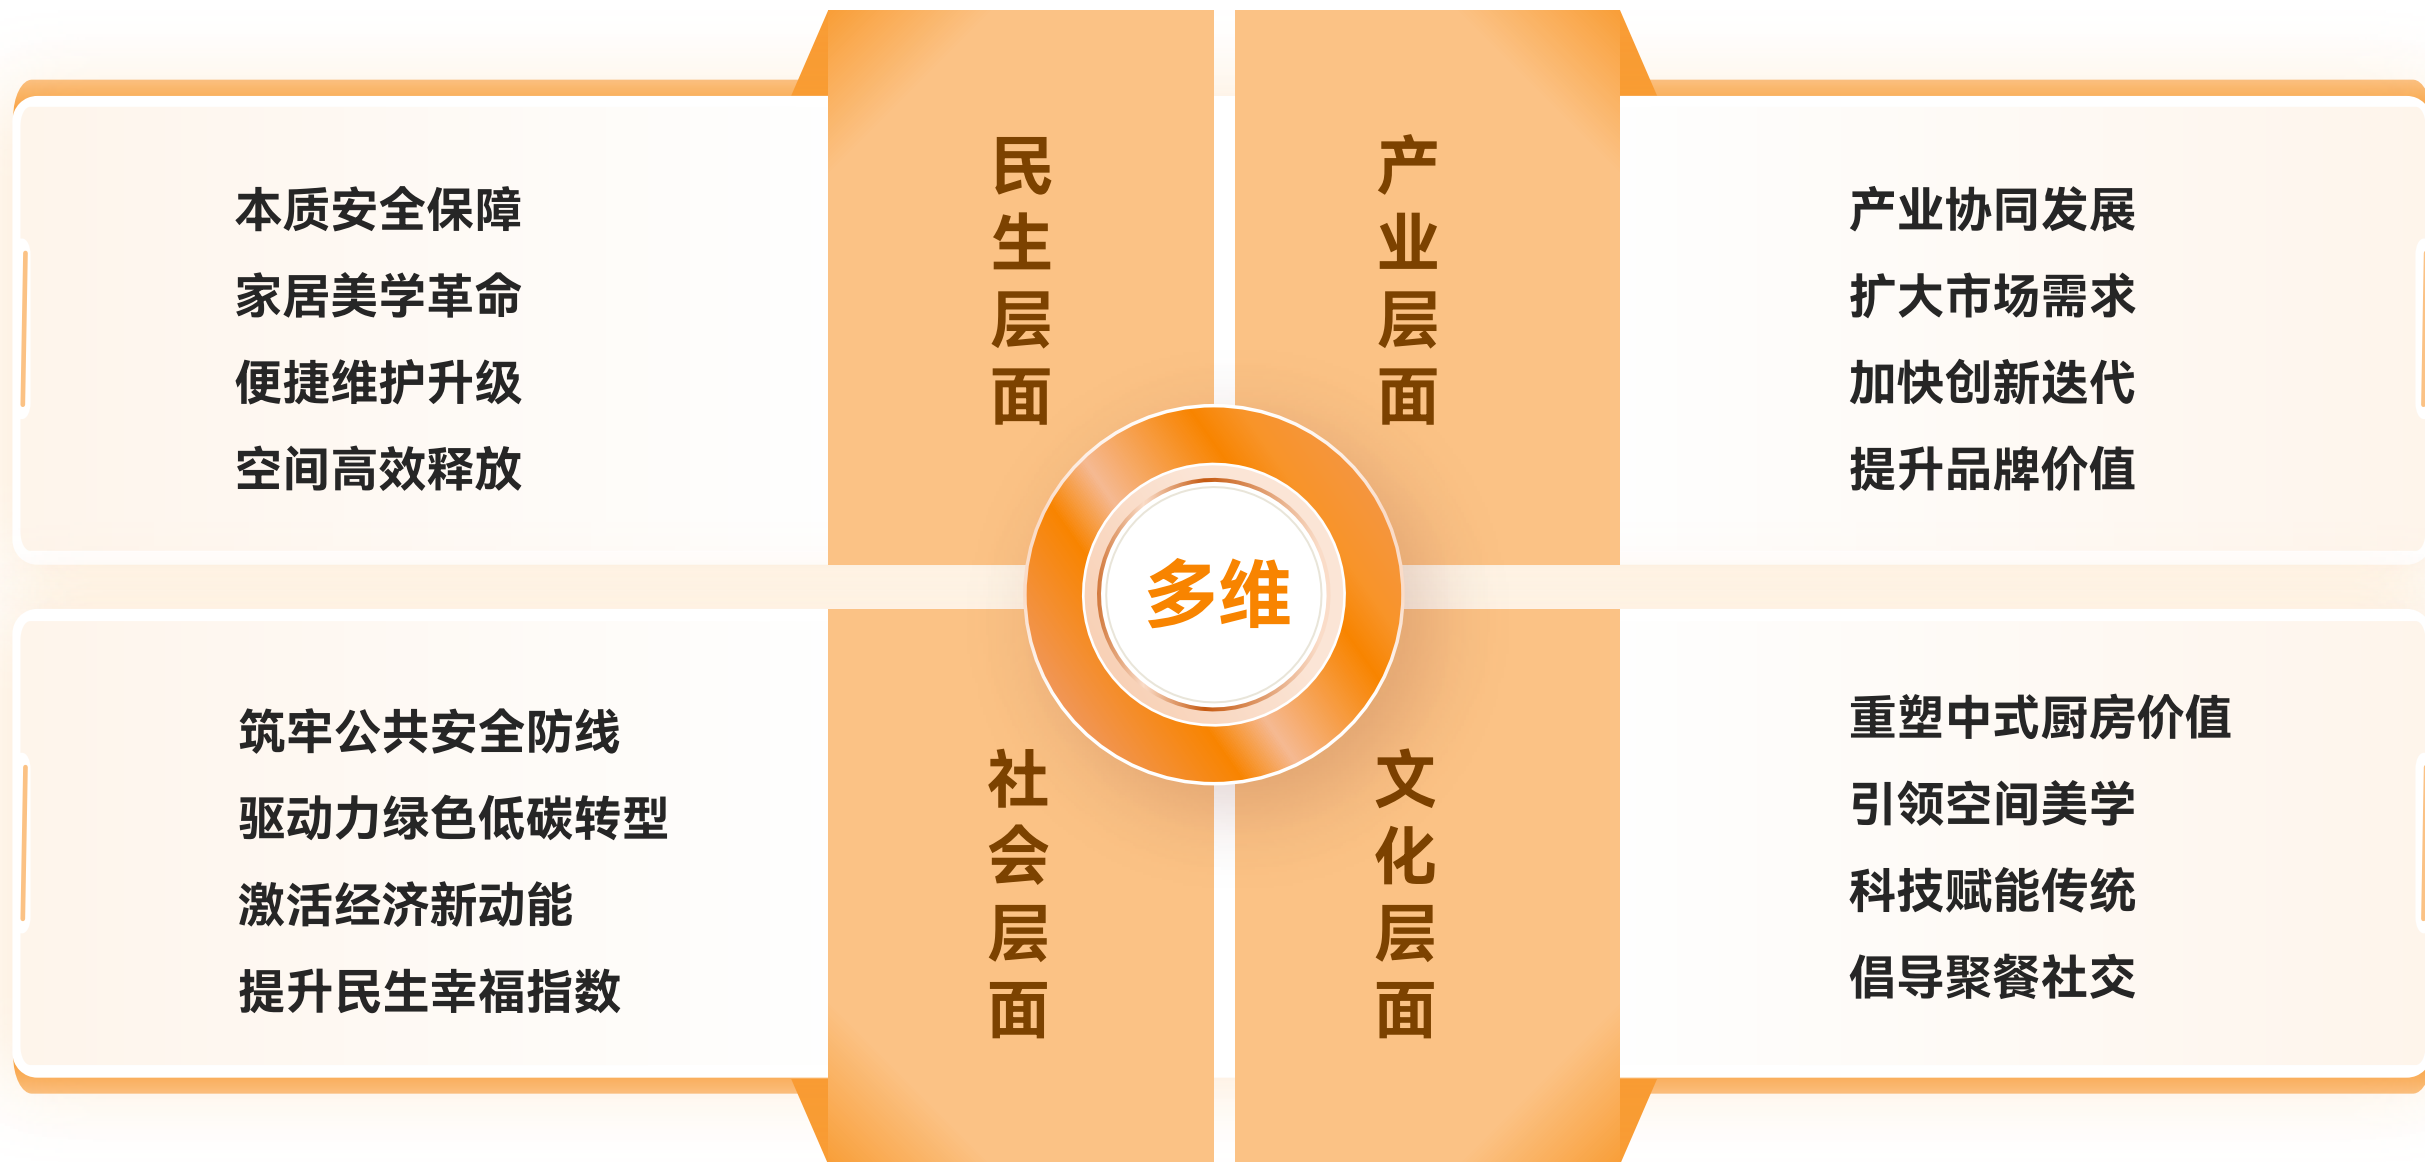 民生层面
本质安全保障
家居美学革命
便捷维护升级
空间高效释放
产业层面
产业协同发展
扩大市场需求
加快创新迭代
提升品牌价值
多维
社会层面
筑牢公共安全防线
驱动力绿色低碳转型
激活经济新动能
提升民生幸福指数
文化层面
重塑中式厨房价值
引领空间美学
科技赋能传统
倡导聚餐社交